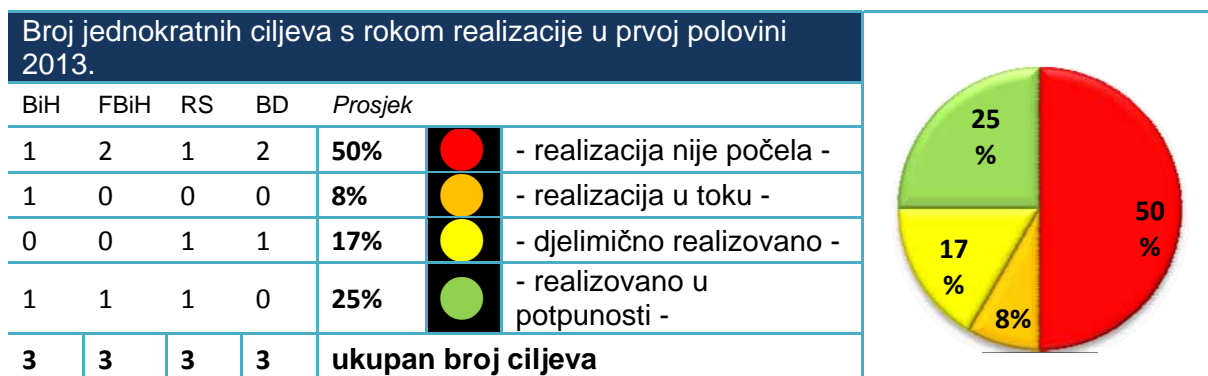 Broj jednokratnih ciljeva s rokom realizacije u prvoj polovini
2013.
BiH FBiH RS BD Prosjek
1 2 1 2 50% - realizacija nije počela -
1 0 0 0 8% - realizacija u toku -
0 0 1 1 17% - djelimično realizovano -
1 1 1 0 25% - realizovano u
potpunosti -
3 3 3 3 ukupan broj ciljeva
25
%
50
%
17
%
8%